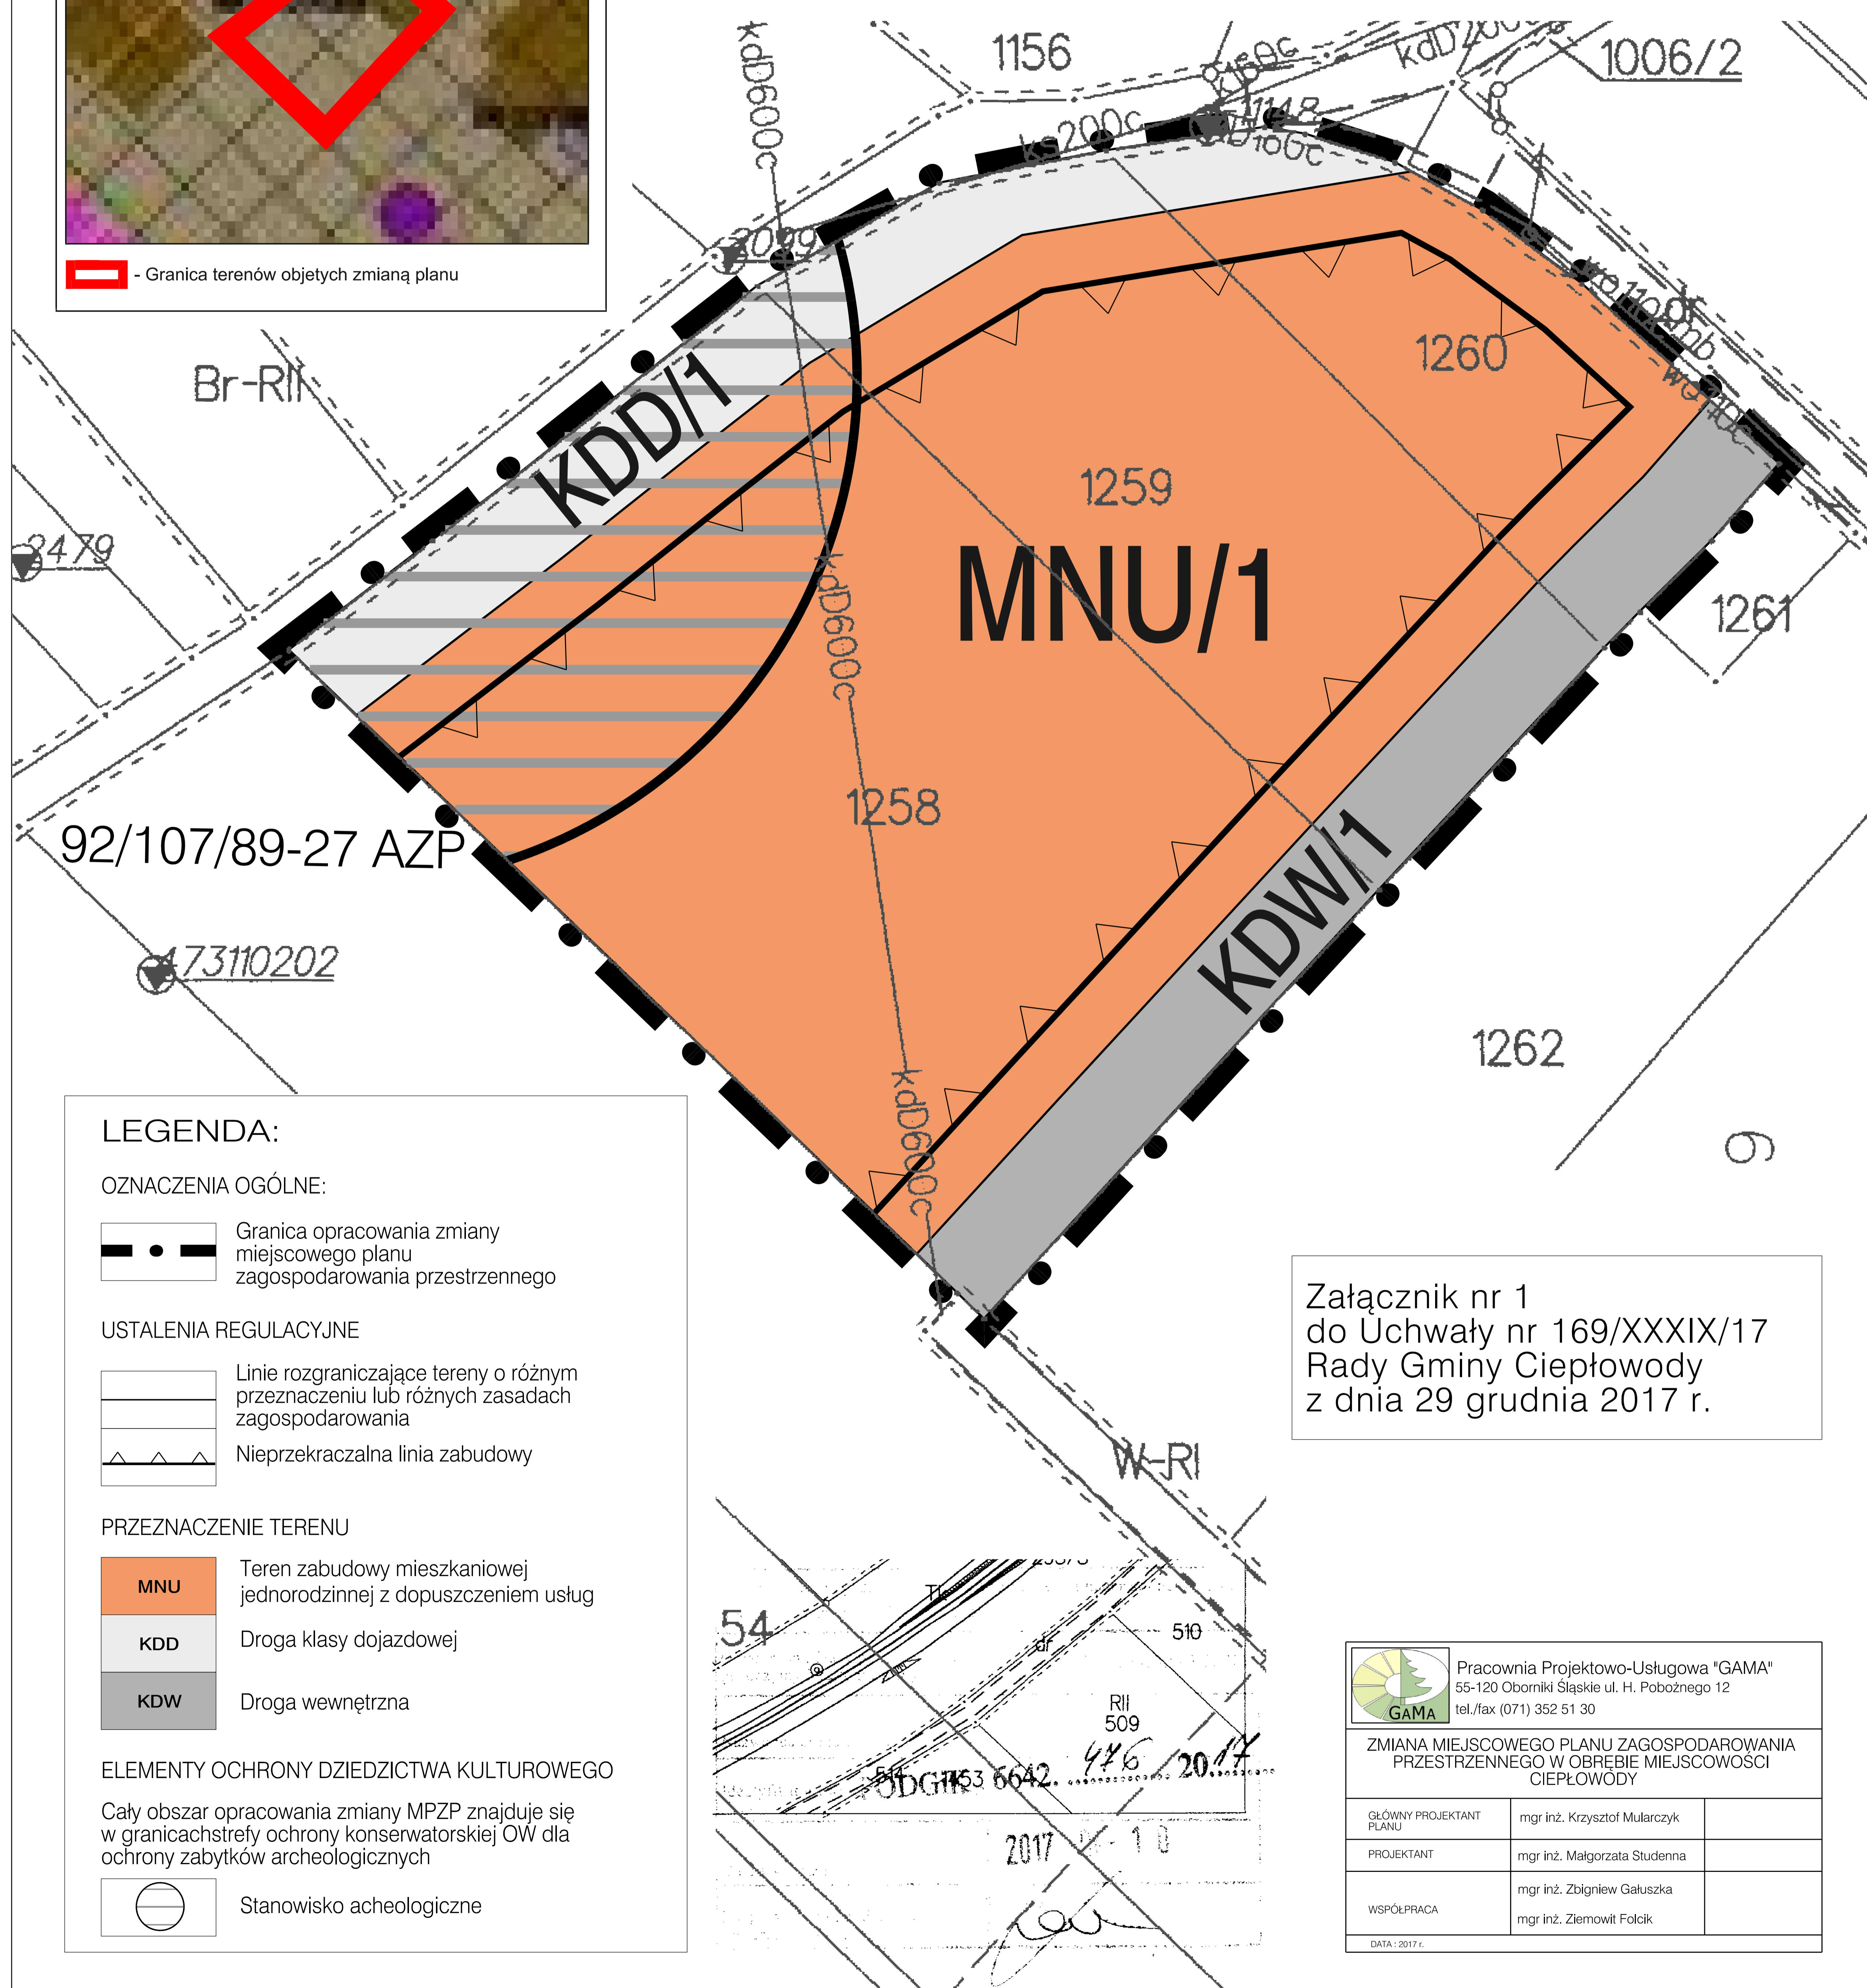 - Granica terenów objetych zmianą planu
1156
1006/2
kdD600c
ks200c
kdD200
1260
Br-RII
KDD/1
1259
MNU/1
2479
kdD600c
1261
1258
92/107/89-27 AZP
KDW/1
473110202
1262
kdD600c
6
LEGENDA:
OZNACZENIA OGÓLNE:
Granica opracowania zmiany
miejscowego planu
zagospodarowania przestrzennego
USTALENIA REGULACYJNE
Linie rozgraniczające tereny o różnym
przeznaczeniu lub różnych zasadach
zagospodarowania
Nieprzekraczalna linia zabudowy
PRZEZNACZENIE TERENU
MNU
Teren zabudowy mieszkaniowej
jednorodzinnej z dopuszczeniem usług
KDD
Droga klasy dojazdowej
KDW
Droga wewnętrzna
ELEMENTY OCHRONY DZIEDZICTWA KULTUROWEGO
Cały obszar opracowania zmiany MPZP znajduje się
w granicachstrefy ochrony konserwatorskiej OW dla
ochrony zabytków archeologicznych
Stanowisko acheologiczne
Załącznik nr 1
do Uchwały nr 169/XXXIX/17
Rady Gminy Ciepłowody
z dnia 29 grudnia 2017 r.
W-RI
54
dr
510
RII
509
6642. 476 2017
2017
Pracownia Projektowo-Usługowa "GAMA"
55-120 Oborniki Śląskie ul. H. Pobożnego 12
tel./fax (071) 352 51 30
GAMA
ZMIANA MIEJSCOWEGO PLANU ZAGOSPODAROWANIA
PRZESTRZENNEGO W OBRĘBIE MIEJSCOWOŚCI
CIEPŁOWODY
GŁÓWNY PROJEKTANT
PLANU
mgr inż. Krzysztof Mularczyk
PROJEKTANT
mgr inż. Małgorzata Studenna
WSPÓŁPRACA
mgr inż. Zbigniew Gałuszka
mgr inż. Ziemowit Folcik
DATA : 2017 r.